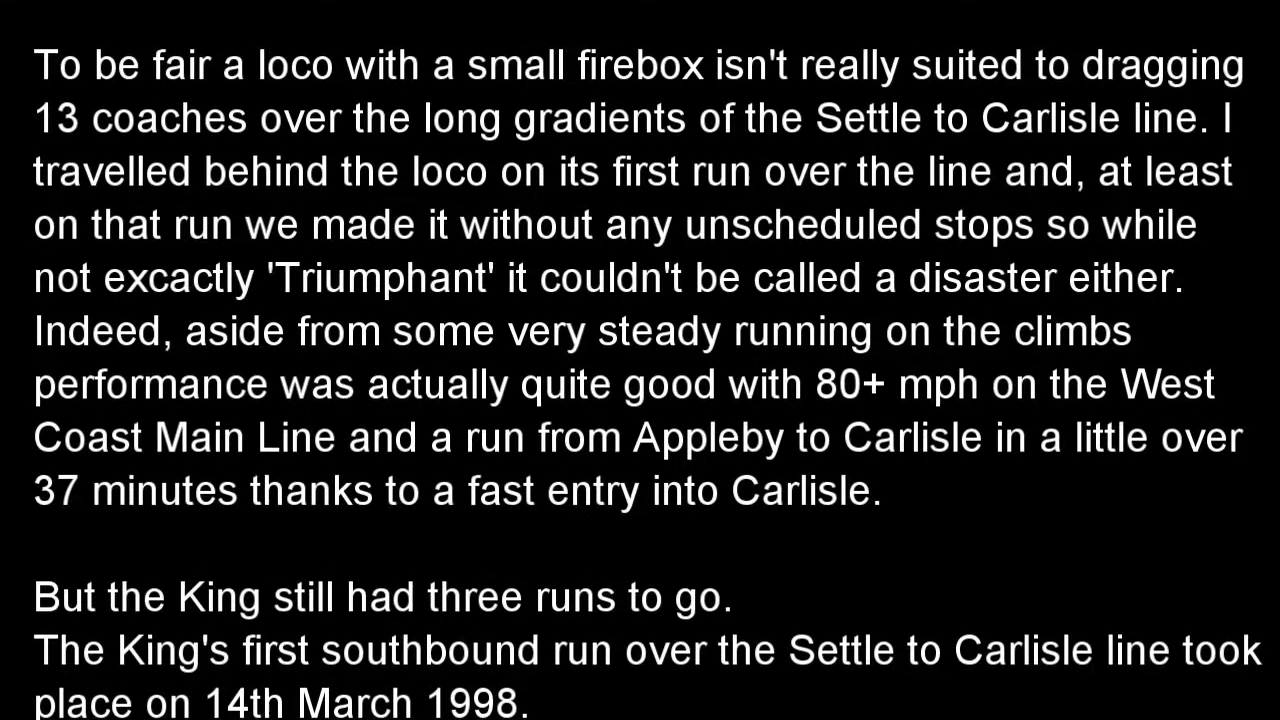 To be fair a loco with a small firebox isn't really suited to dragging
13 coaches over the long gradients of the Settle to Carlisle line. I
travelled behind the loco on its first run over the line and, at least
on that run we made it without any unscheduled stops so while
not excactly 'Triumphant' it couldn't be called a disaster either.
Indeed, aside from some very steady running on the climbs
performance was actually quite good with 80+ mph on the West
Coast Main Line and a run from Appleby to Carlisle in a little over
37 minutes thanks to a fast entry into Carlisle.
But the King still had three runs to go.
The King's first southbound run over the Settle to Carlisle line took
place on 14th March 1998.